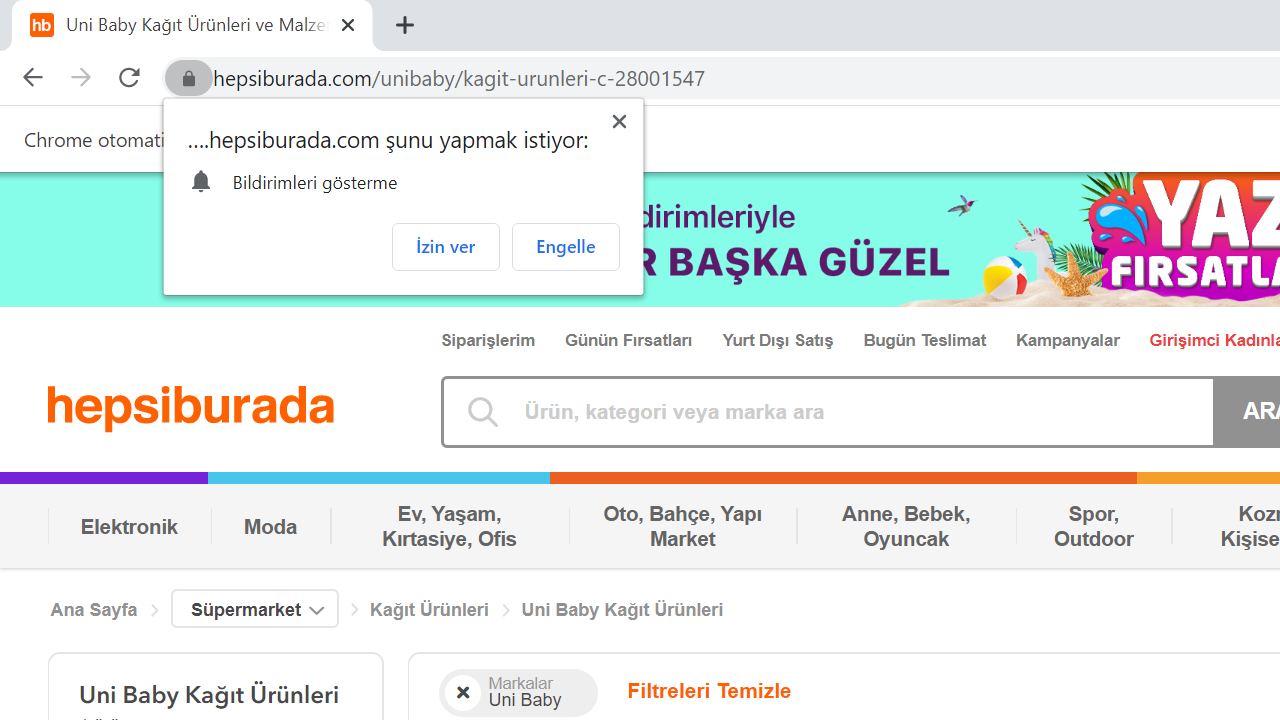 hb Uni Baby Kağıt Ürünleri ve Malze
hepsiburada.com/unibaby/kagit-urunleri-c-28001547
Chrome otomati
....hepsiburada.com şunu yapmak istiyor:
Bildirimleri gösterme
İzin ver Engelle
dirimleriyle
R BAŞKA GÜZEL
YAZ
FIRSATLA
Siparişlerim Günün Fırsatları Yurt Dışı Satış Bugün Teslimat Kampanyalar Girişimci Kadınla
hepsiburada
Ürün, kategori veya marka ara
ARA
Elektronik
Moda
Ev, Yaşam,
Kırtasiye, Ofis
Oto, Bahçe, Yapı
Market
Anne, Bebek,
Oyuncak
Spor,
Outdoor
Kozm
Kişise
Ana Sayfa Süpermarket Kağıt Ürünleri Uni Baby Kağıt Ürünleri
Uni Baby Kağıt Ürünleri
Markalar
Uni Baby
Filtreleri Temizle